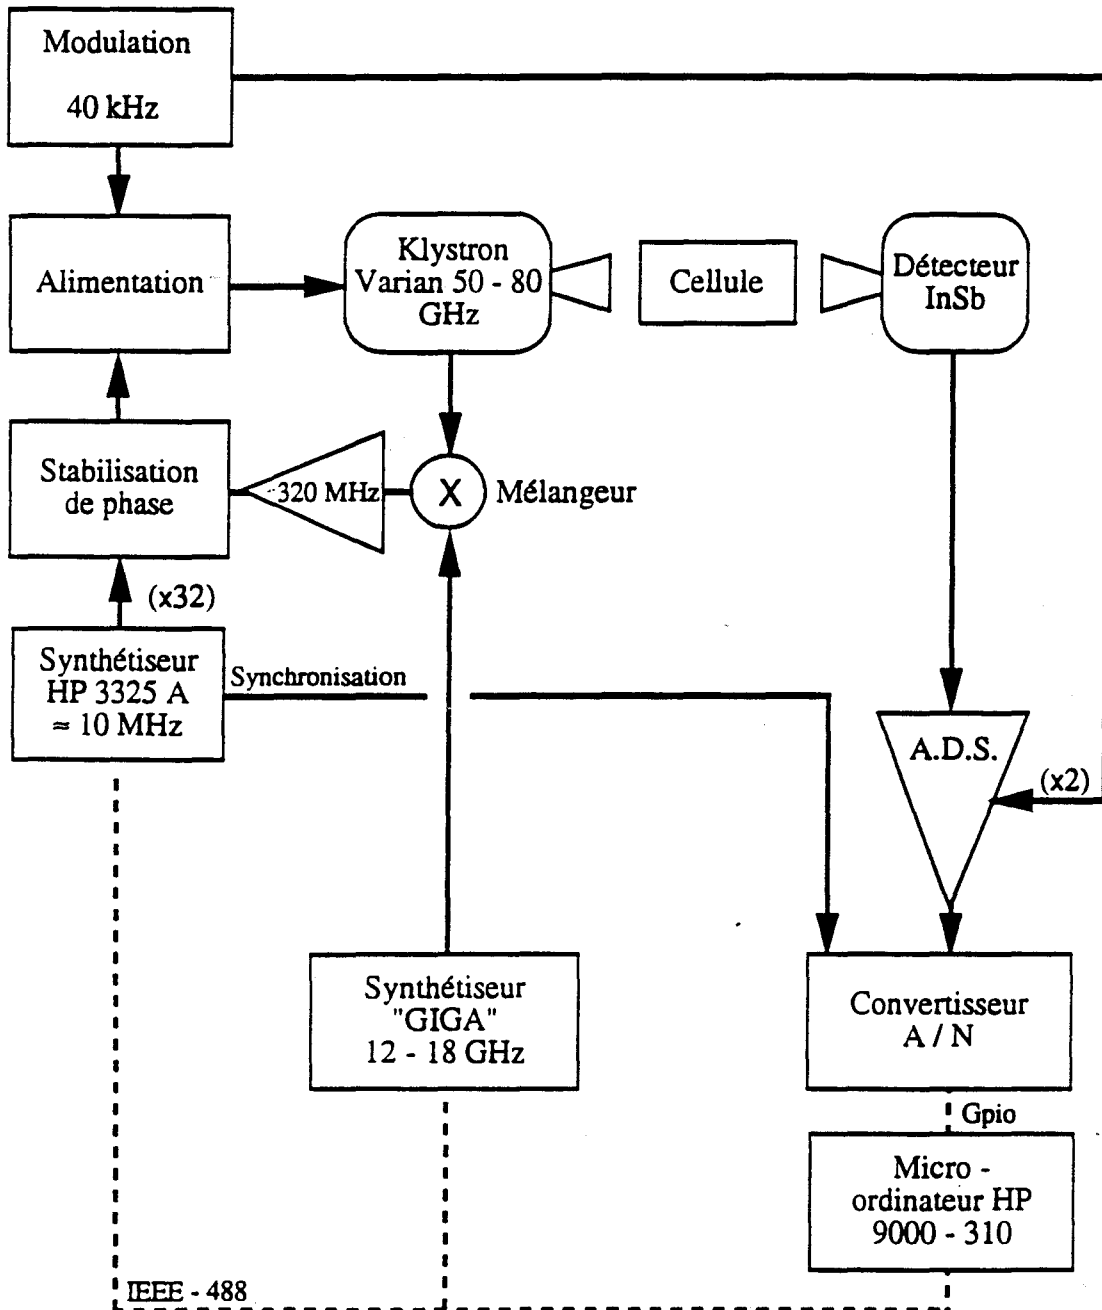 Modulation
40 kHz
Alimentation
Klystron
Varian 50 - 80
GHz
Cellule
Détecteur
InSb
Stabilisation
de phase
320 MHz
X
Mélangeur
(x32)
Synthétiseur
HP 3325 A
≈ 10 MHz
Synchronisation
A.D.S.
(x2)
Synthétiseur
"GIGA"
12 - 18 GHz
Convertisseur
A / N
Gpio
Micro -
ordinateur HP
9000 - 310
IEEE - 488